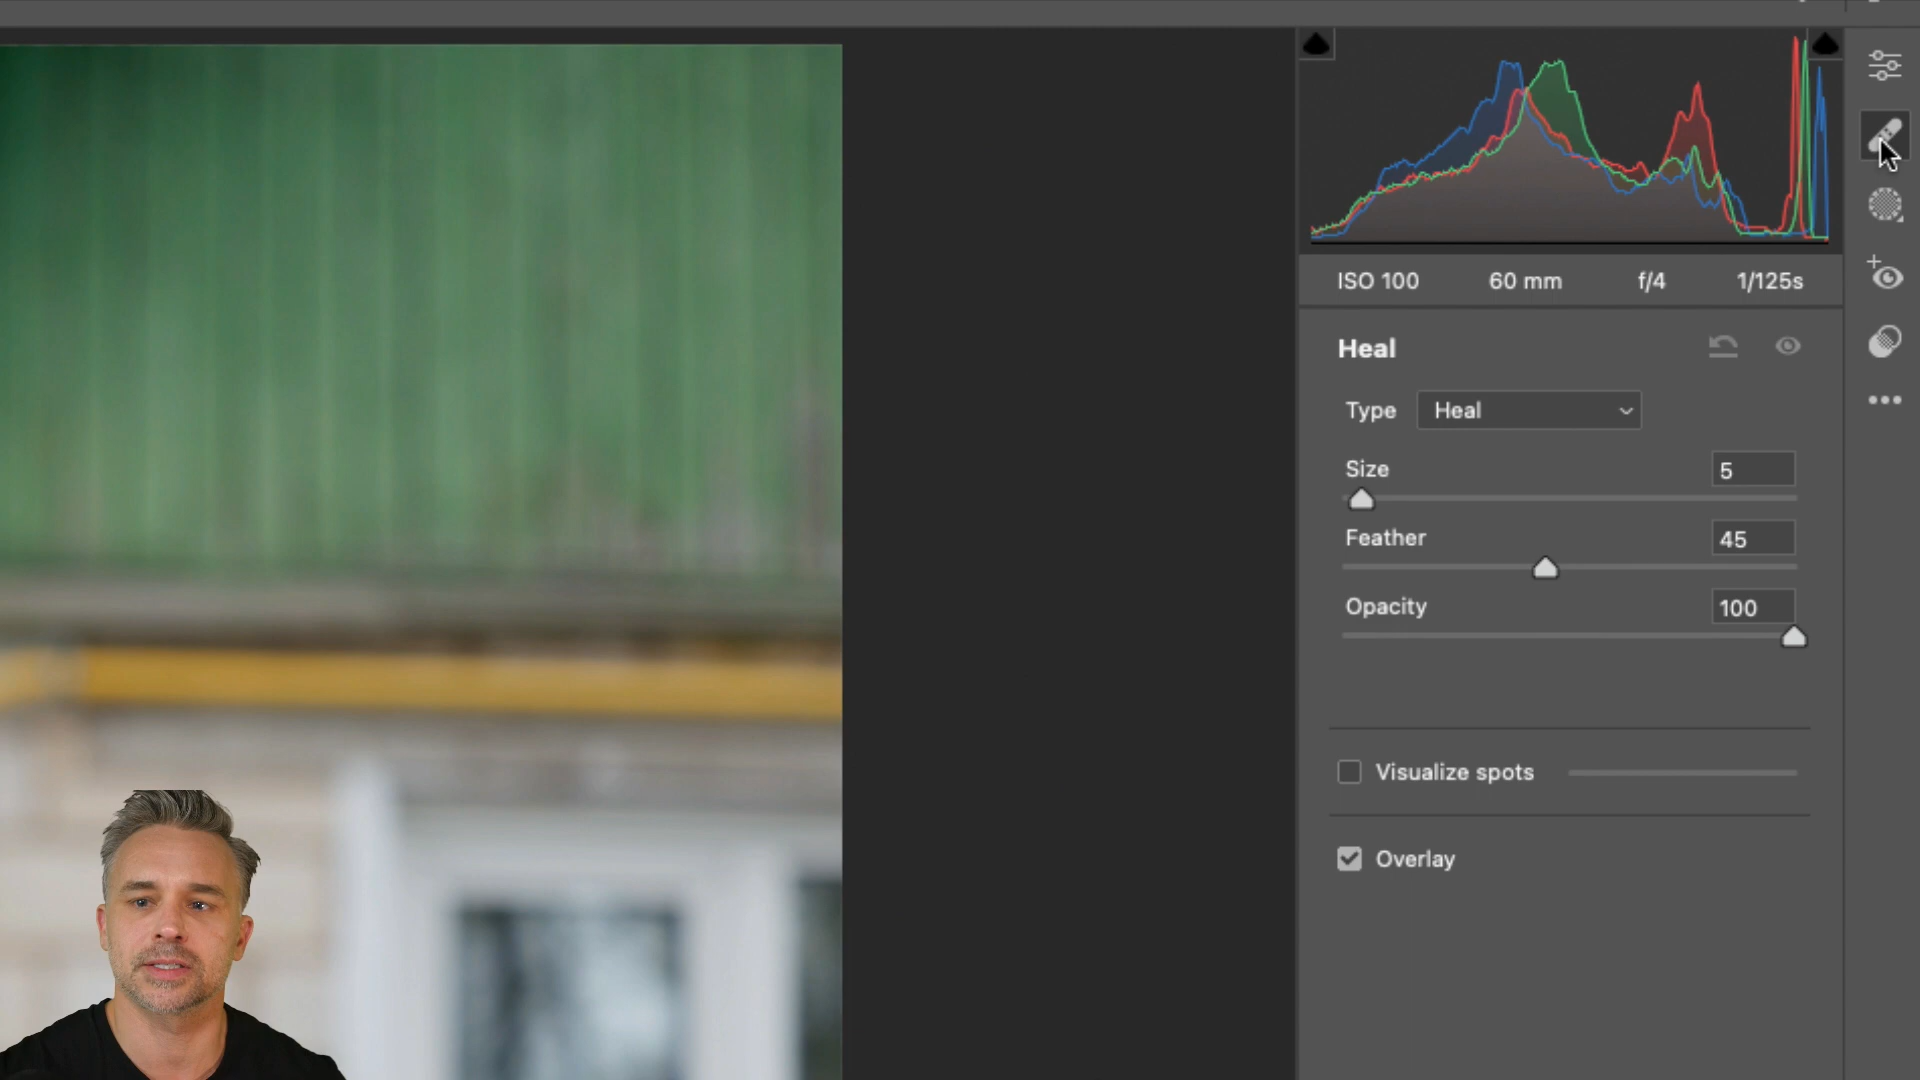 ISO 100 60 mm f/4 1/125s
Heal
Type Heal
Size 5
Feather 45
Opacity 100
Visualize spots
Overlay